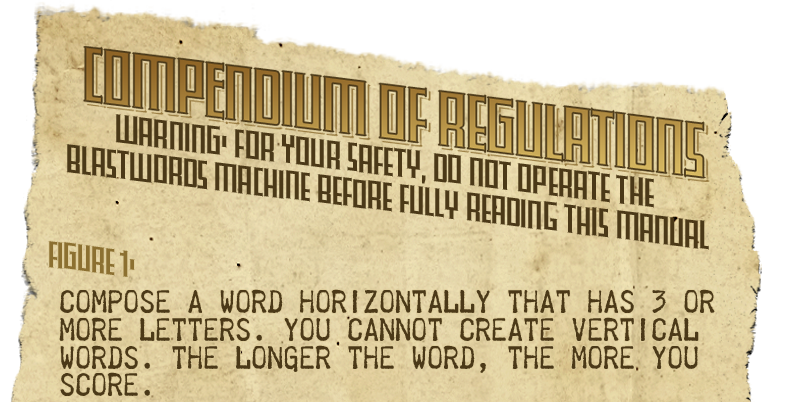 COMPENDIUM OF REGULATIONS
WARNING: FOR YOUR SAFETY, DO NOT OPERATE THE
BLASTWORDS MACHINE BEFORE FULLY READING THIS MANUAL
FIGURE 1:
COMPOSE A WORD HORIZONTALLY THAT HAS 3 OR
MORE LETTERS. YOU CANNOT CREATE VERTICAL
WORDS. THE LONGER THE WORD, THE MORE YOU
SCORE.